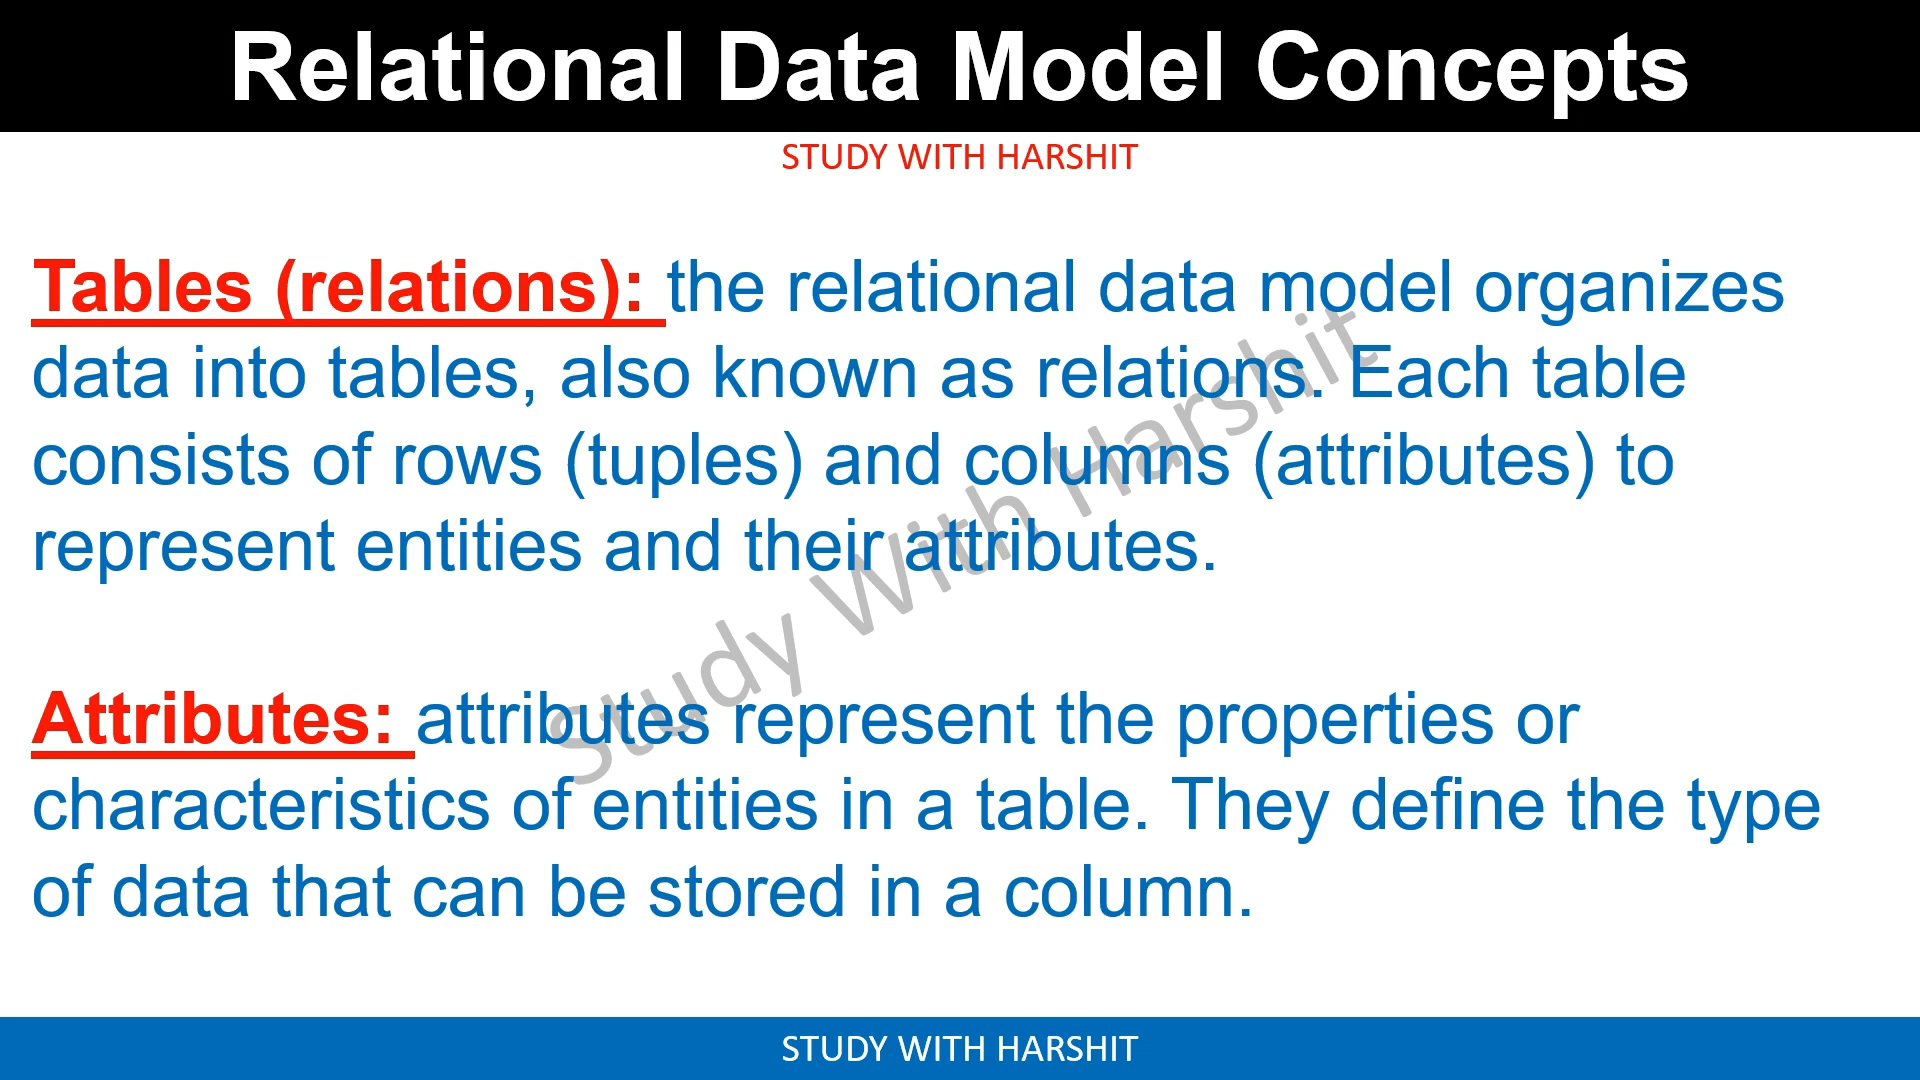 Relational Data Model Concepts
STUDY WITH HARSHIT
Tables (relations): the relational data model organizes
data into tables, also known as relations. Each table
consists of rows (tuples) and columns (attributes) to
represent entities and their attributes.
Attributes: attributes represent the properties or
characteristics of entities in a table. They define the type
of data that can be stored in a column.
Study With Harshit
STUDY WITH HARSHIT